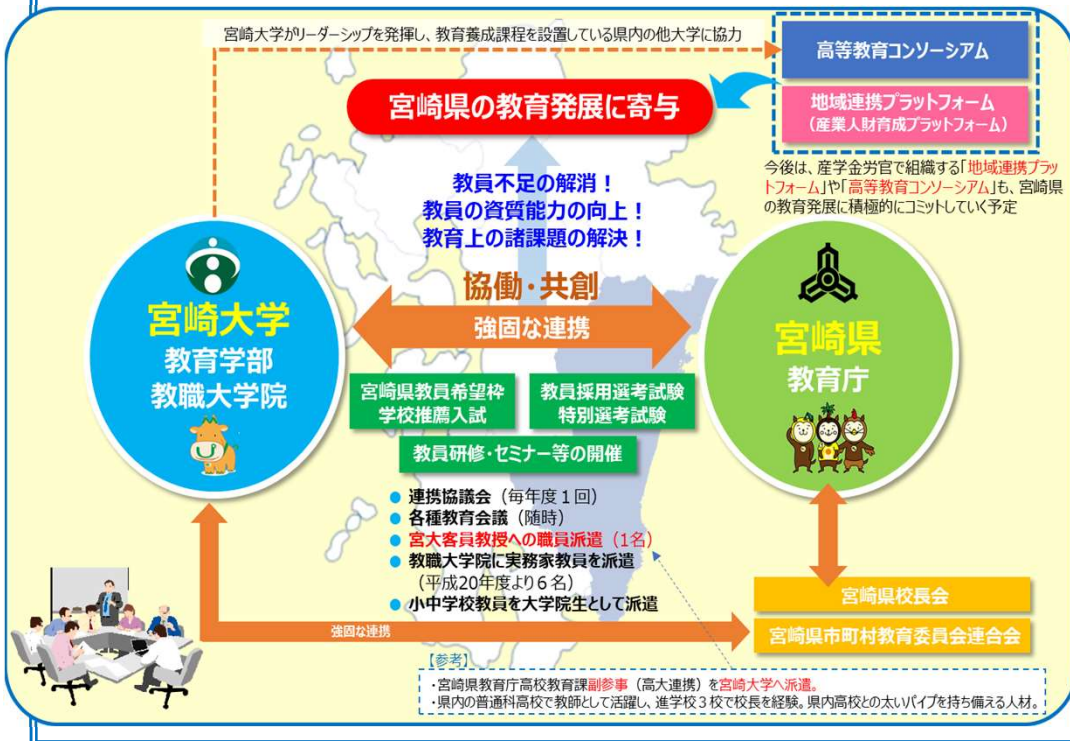 宮崎大学がリーダーシップを発揮し、教育養成課程を設置している県内の他大学に協力
高等教育コンソーシアム
地域連携プラットフォーム
(産業人財育成プラットフォーム)
宮崎県の教育発展に寄与
今後は、産学金労官で組織する「地域連携プラッ
トフォーム」や「高等教育コンソーシアム」も、宮崎県
の教育発展に積極的にコミットしていく予定
教員不足の解消!
教員の資質能力の向上!
教育上の諸課題の解決!
協働・共創
強固な連携
宮崎大学
教育学部
教職大学院
宮崎県
教育庁
宮崎県教員希望枠
学校推薦入試
教員採用選考試験
特別選考試験
教員研修・セミナー等の開催
● 連携協議会(毎年度1回)
● 各種教育会議(随時)
● 宮大客員教授への職員派遣(1名)
● 教職大学院に実務家教員を派遣
(平成20年度より6名)
● 小中学校教員を大学院生として派遣
強固な連携
宮崎県校長会
宮崎県市町村教育委員会連合会
【参考】
・宮崎県教育庁高校教育課副参事(高大連携)を宮崎大学へ派遣。
・県内の普通科高校で教師として活躍し、進学校3校で校長を経験。県内高校との太いパイプを持ち備える人材。